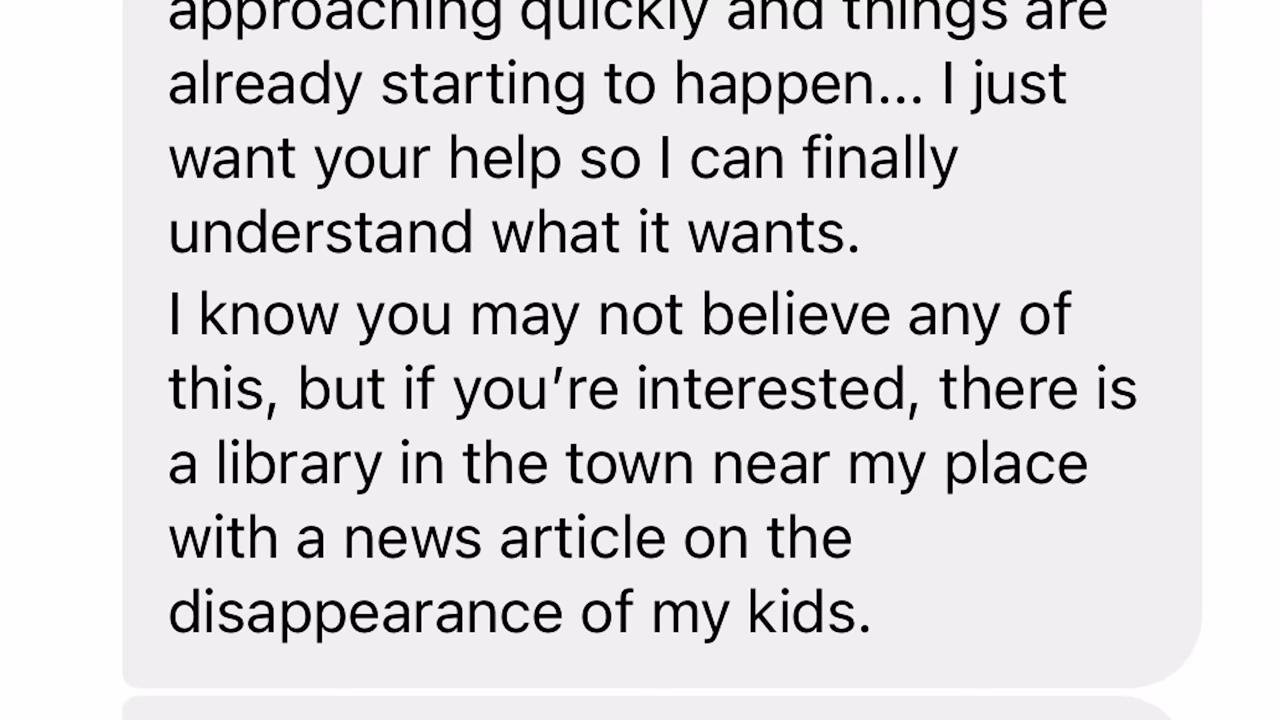 approaching quickly and things are
already starting to happen... I just
want your help so I can finally
understand what it wants.
I know you may not believe any of
this, but if you’re interested, there is
a library in the town near my place
with a news article on the
disappearance of my kids.